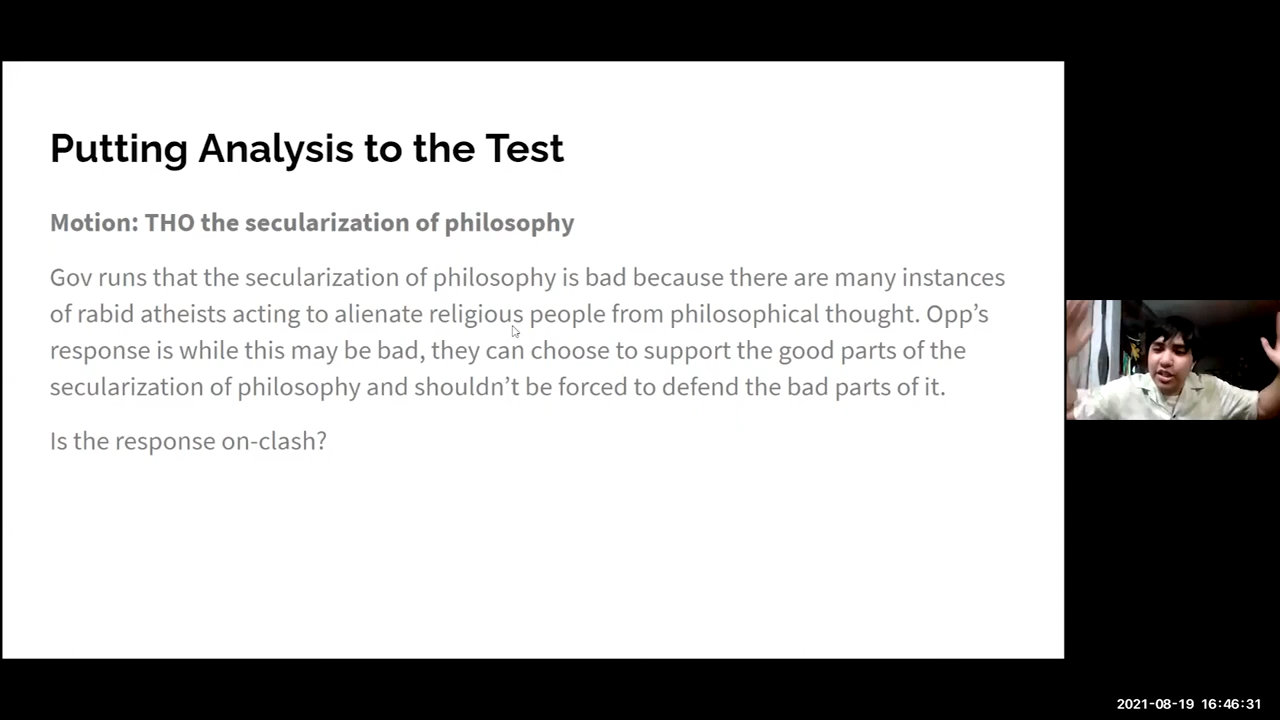 Putting Analysis to the Test
Motion: THO the secularization of philosophy
Gov runs that the secularization of philosophy is bad because there are many instances
of rabid atheists acting to alienate religious people from philosophical thought. Opp’s
response is while this may be bad, they can choose to support the good parts of the
secularization of philosophy and shouldn’t be forced to defend the bad parts of it.
Is the response on-clash?
2021-08-19 16:46:31